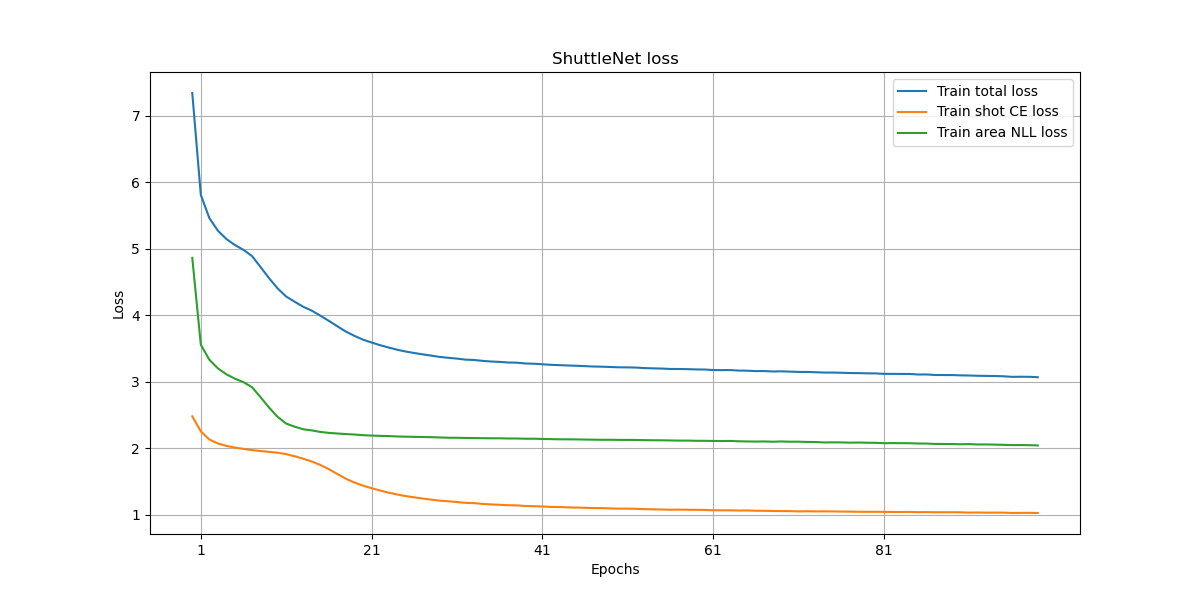 ShuttleNet loss
Train total loss
Train shot CE loss
Train area NLL loss
Loss
7
6
5
4
3
2
1
1 21 41 61 81
Epochs